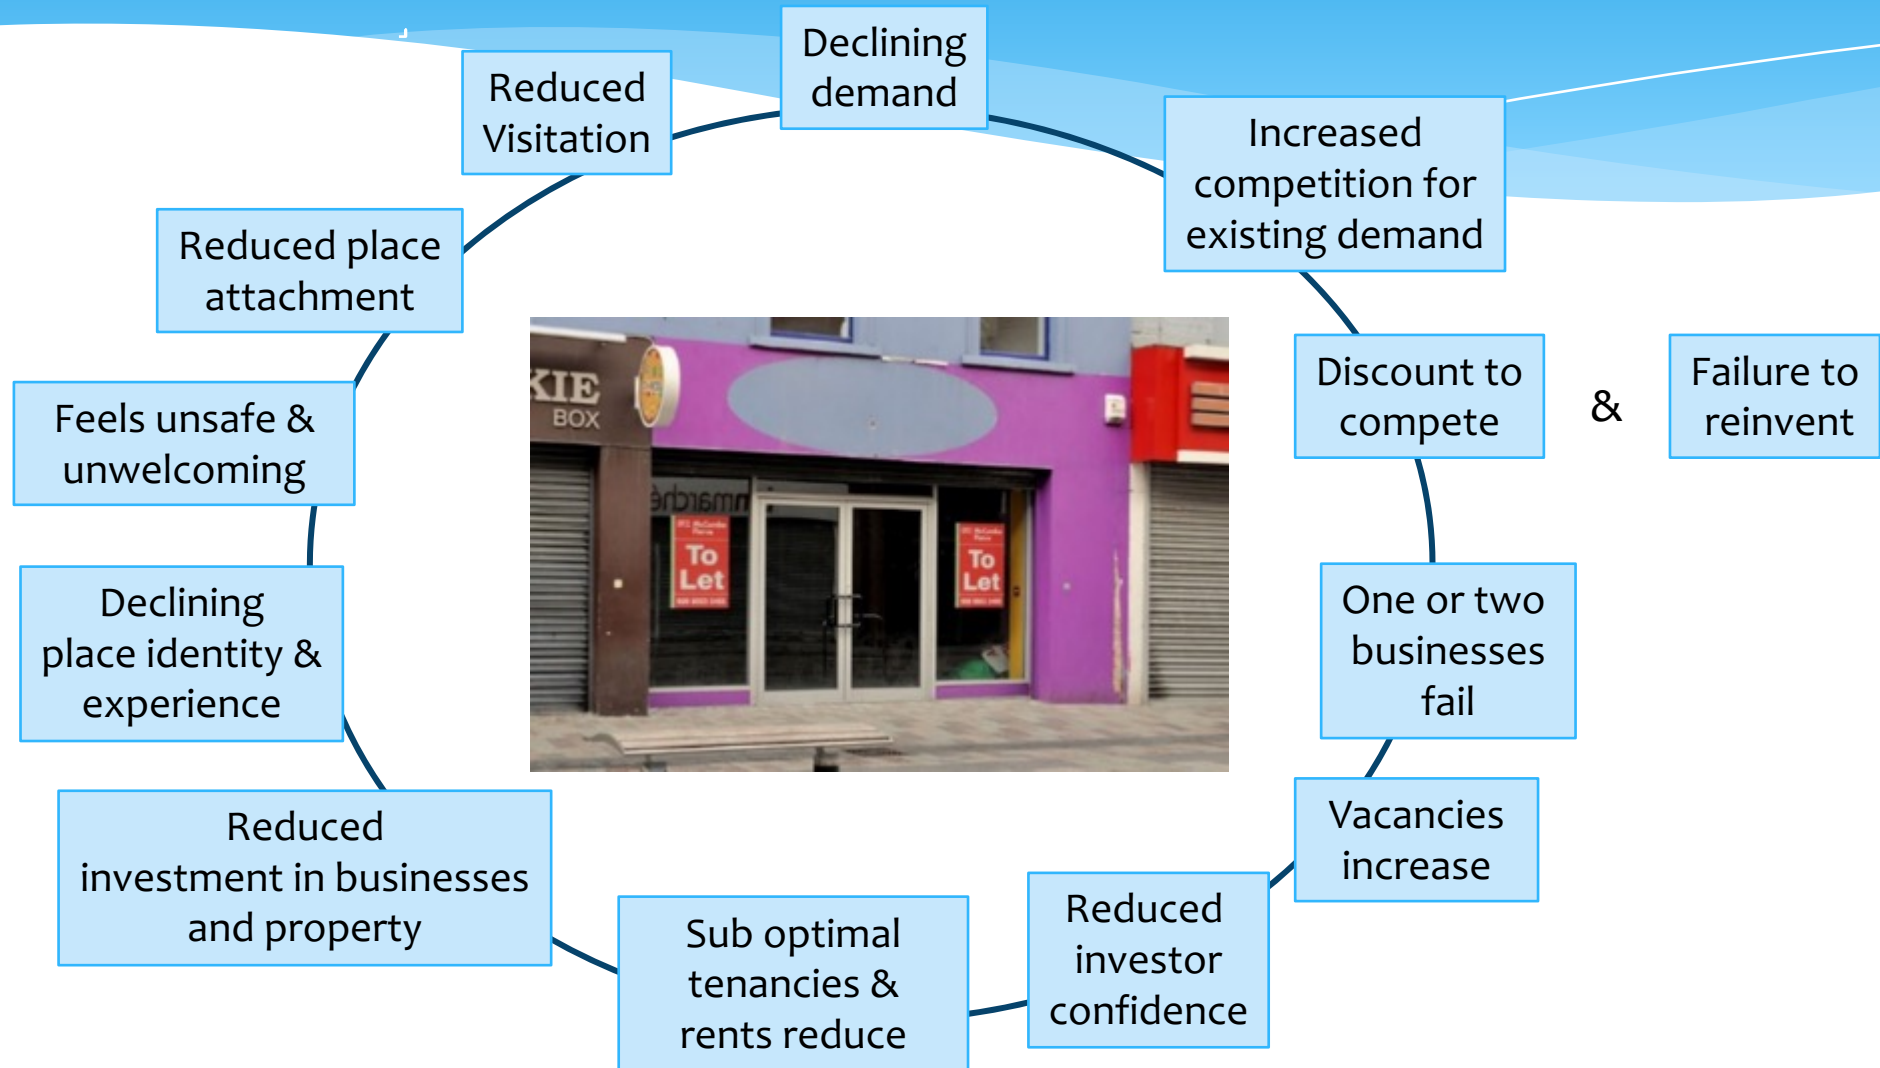 Declining
demand
Increased
competition for
existing demand
Discount to
compete
&
Failure to
reinvent
One or two
businesses
fail
Vacancies
increase
Reduced
investor
confidence
Sub optimal
tenancies &
rents reduce
Reduced
investment in businesses
and property
Declining
place identity &
experience
Feels unsafe &
unwelcoming
Reduced place
attachment
Reduced
Visitation
KIE
BOX
To
Let
To
Let